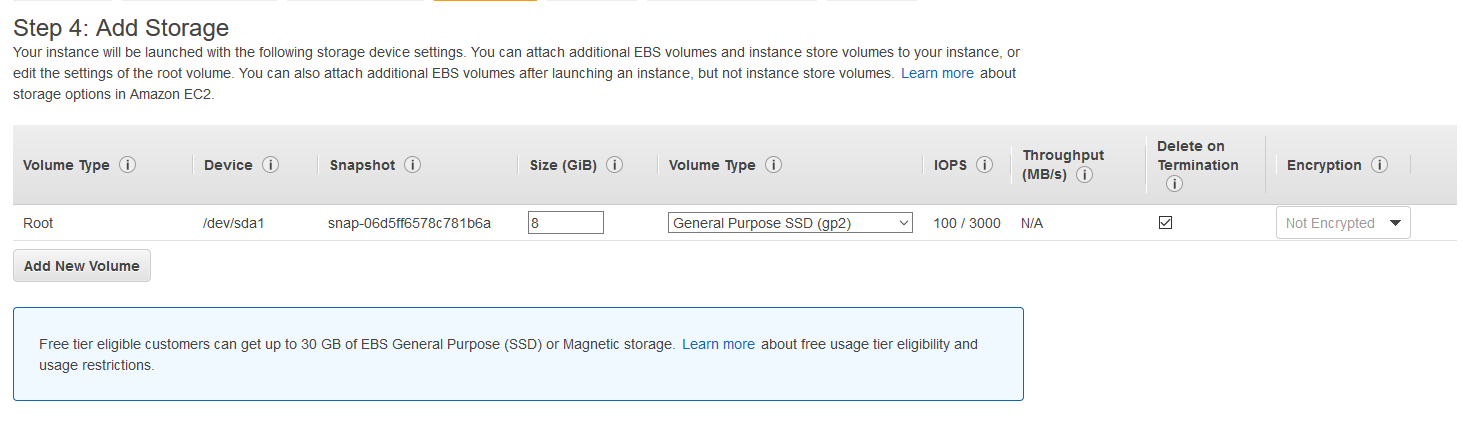 Step 4: Add Storage
Your instance will be launched with the following storage device settings. You can attach additional EBS volumes and instance store volumes to your instance, or
edit the settings of the root volume. You can also attach additional EBS volumes after launching an instance, but not instance store volumes. Learn more about
storage options in Amazon EC2.
Volume Type i Device i Snapshot i Size (GiB) i Volume Type i IOPS i Throughput (MB/s) i Delete on Termination i Encryption i
Root /dev/sda1 snap-06d5ff6578c781b6a 8 General Purpose SSD (gp2) 100 / 3000 N/A Not Encrypted
Add New Volume
Free tier eligible customers can get up to 30 GB of EBS General Purpose (SSD) or Magnetic storage. Learn more about free usage tier eligibility and
usage restrictions.